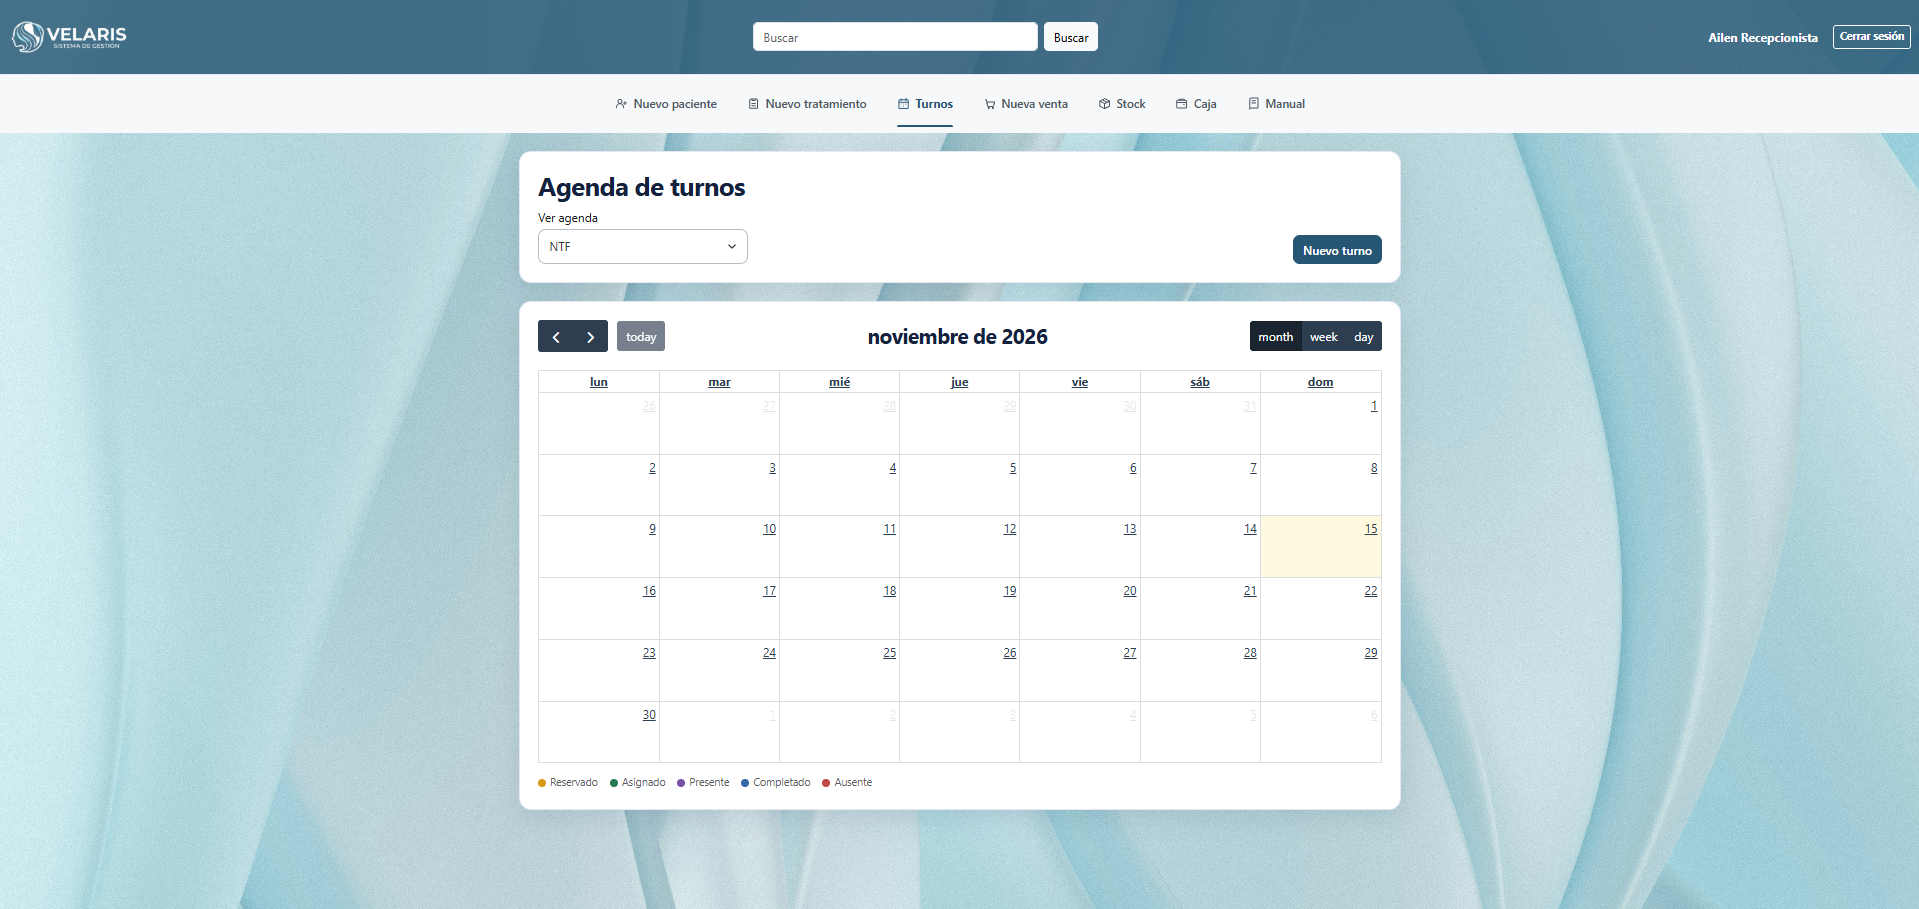 VELARIS
SISTEMA DE GESTIÓN
Buscar
Buscar
Ailen Recepcionista
Cerrar sesión
Nuevo paciente
Nuevo tratamiento
Turnos
Nueva venta
Stock
Caja
Manual
Agenda de turnos
Ver agenda
NTF
Nuevo turno
today
noviembre de 2026
month week day
lun mar mié jue vie sáb dom
26 27 28 29 30 31 1
2 3 4 5 6 7 8
9 10 11 12 13 14 15
16 17 18 19 20 21 22
23 24 25 26 27 28 29
30 1 2 3 4 5 6
Reservado Asignado Presente Completado Ausente